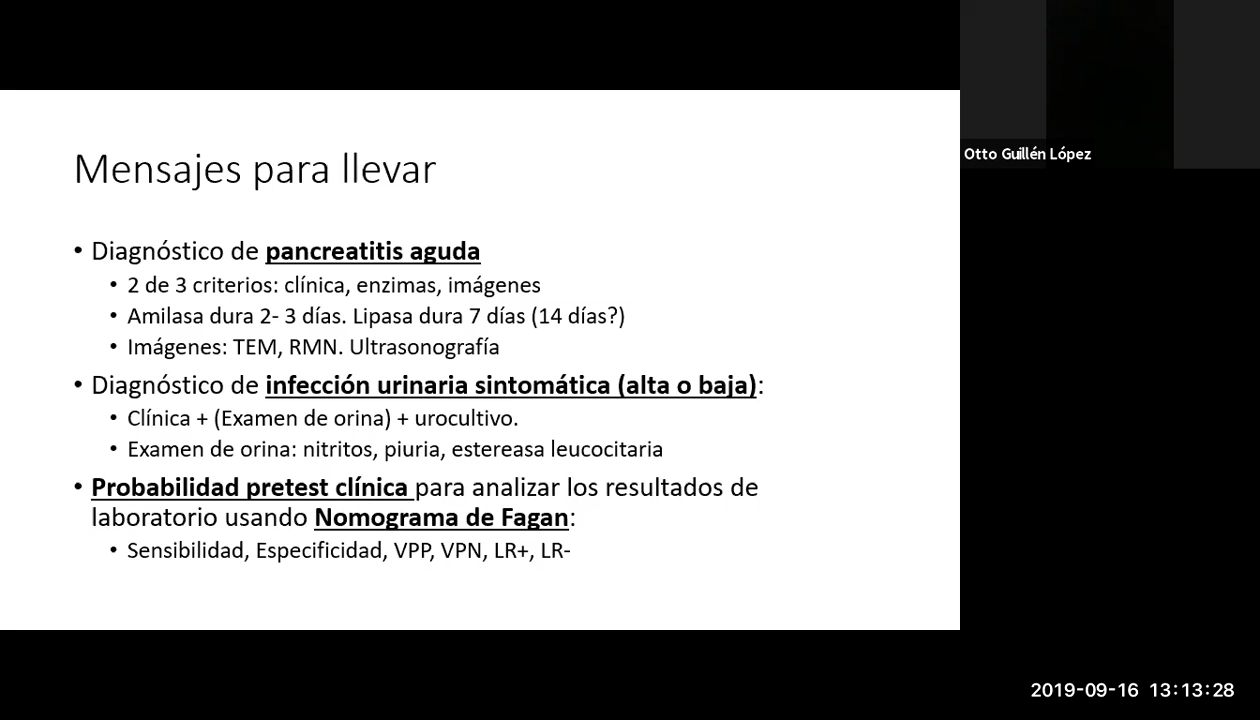 Mensajes para llevar
• Diagnóstico de pancreatitis aguda
• 2 de 3 criterios: clínica, enzimas, imágenes
• Amilasa dura 2- 3 días. Lipasa dura 7 días (14 días?)
• Imágenes: TEM, RMN. Ultrasonografía
• Diagnóstico de infección urinaria sintomática (alta o baja):
• Clínica + (Examen de orina) + urocultivo.
• Examen de orina: nitritos, piuria, estereasa leucocitaria
• Probabilidad pretest clínica para analizar los resultados de
laboratorio usando Nomograma de Fagan:
• Sensibilidad, Especificidad, VPP, VPN, LR+, LR-
Otto Guillén López
2019-09-16 13:13:28